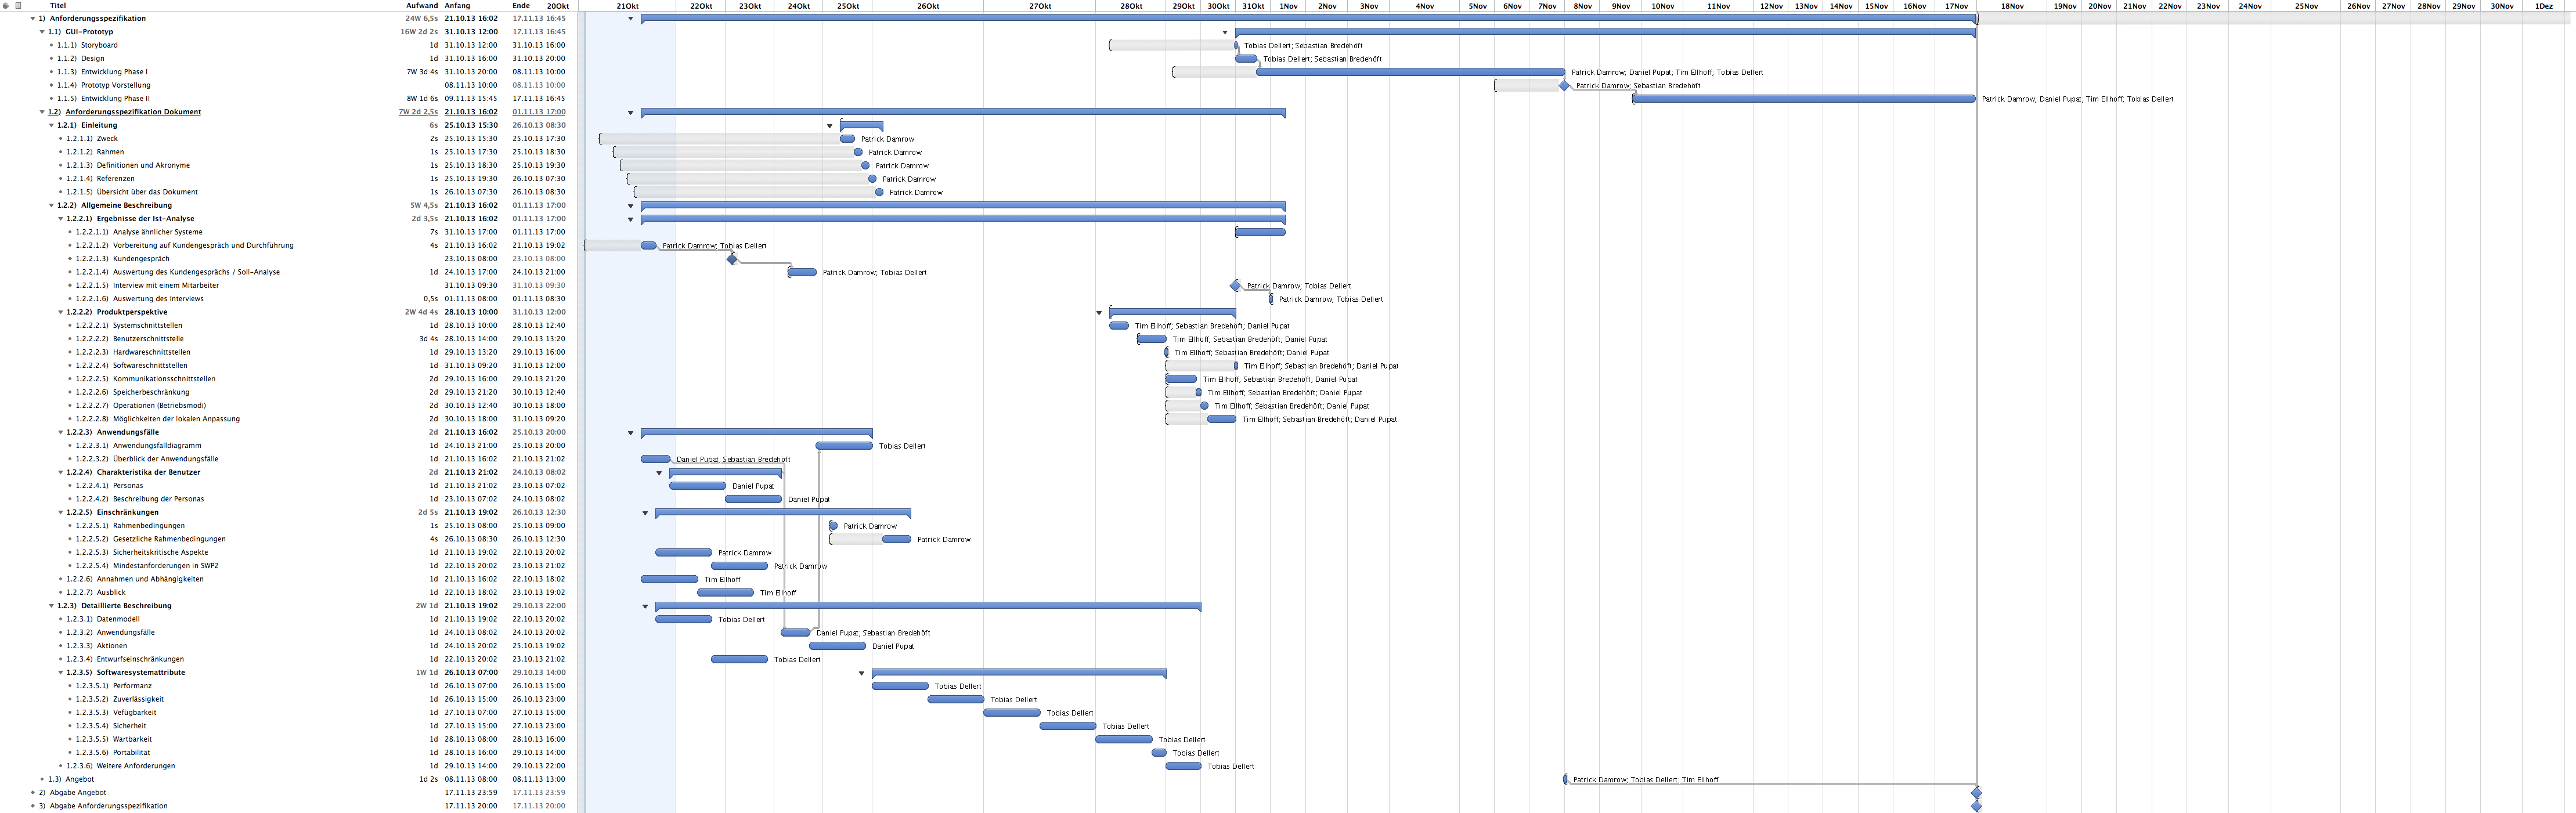 Titel Aufwand Anfang Ende 20Okt 21Okt 22Okt 23Okt 24Okt 25Okt 26Okt 27Okt 28Okt 29Okt 30Okt 31Okt 1Nov 2Nov 3Nov 4Nov 5Nov 6Nov 7Nov 8Nov 9Nov 10Nov 11Nov 12Nov 13Nov 14Nov 15Nov 16Nov 17Nov 18Nov 19Nov 20Nov 21Nov 22Nov 23Nov 24Nov 25Nov 26Nov 27Nov 28Nov 29Nov 30Nov 1Dez
1) Anforderungsspezifikation 24W 6,5s 21.10.13 16:02 17.11.13 16:45
1.1) GUI-Prototyp 16W 2d 2s 31.10.13 12:00 17.11.13 16:45
1.1.1) Storyboard 1d 31.10.13 12:00 31.10.13 16:00 Tobias Dellert; Sebastian Bredehöft
1.1.2) Design 1d 31.10.13 16:00 31.10.13 20:00 Tobias Dellert; Sebastian Bredehöft
1.1.3) Entwicklung Phase I 7W 3d 4s 31.10.13 20:00 08.11.13 10:00 Patrick Damrow; Daniel Pupat; Tim Ellhoff; Tobias Dellert
1.1.4) Prototyp Vorstellung 08.11.13 10:00 08.11.13 10:00 Patrick Damrow; Sebastian Bredehöft
1.1.5) Entwicklung Phase II 8W 1d 6s 09.11.13 15:45 17.11.13 16:45 Patrick Damrow; Daniel Pupat; Tim Ellhoff; Tobias Dellert
1.2) Anforderungsspezifikation Dokument 7W 2d 2,5s 21.10.13 16:02 01.11.13 17:00
1.2.1) Einleitung 6s 25.10.13 15:30 26.10.13 08:30
1.2.1.1) Zweck 2s 25.10.13 15:30 25.10.13 17:30 Patrick Damrow
1.2.1.2) Rahmen 1s 25.10.13 17:30 25.10.13 18:30 Patrick Damrow
1.2.1.3) Definitionen und Akronyme 1s 25.10.13 18:30 25.10.13 19:30 Patrick Damrow
1.2.1.4) Referenzen 1s 25.10.13 19:30 26.10.13 07:30 Patrick Damrow
1.2.1.5) Übersicht über das Dokument 1s 26.10.13 07:30 26.10.13 08:30 Patrick Damrow
1.2.2) Allgemeine Beschreibung 5W 4,5s 21.10.13 16:02 01.11.13 17:00
1.2.2.1) Ergebnisse der Ist-Analyse 2d 3,5s 21.10.13 16:02 01.11.13 17:00
1.2.2.1.1) Analyse ähnlicher Systeme 7s 31.10.13 17:00 01.11.13 17:00
1.2.2.1.2) Vorbereitung auf Kundengespräch und Durchführung 4s 21.10.13 16:02 21.10.13 19:02 Patrick Damrow; Tobias Dellert
1.2.2.1.3) Kundengespräch 23.10.13 08:00 23.10.13 08:00
1.2.2.1.4) Auswertung des Kundengesprächs / Soll-Analyse 1d 24.10.13 17:00 24.10.13 21:00 Patrick Damrow; Tobias Dellert
1.2.2.1.5) Interview mit einem Mitarbeiter 31.10.13 09:30 31.10.13 09:30 Patrick Damrow; Tobias Dellert
1.2.2.1.6) Auswertung des Interviews 0,5s 01.11.13 08:00 01.11.13 08:30 Patrick Damrow; Tobias Dellert
1.2.2.2) Produktperspektive 2W 4d 4s 28.10.13 10:00 31.10.13 12:00
1.2.2.2.1) Systemschnittstellen 1d 28.10.13 10:00 28.10.13 12:40 Tim Ellhoff; Sebastian Bredehöft; Daniel Pupat
1.2.2.2.2) Benutzerschnittstelle 3d 4s 28.10.13 14:00 29.10.13 13:20 Tim Ellhoff; Sebastian Bredehöft; Daniel Pupat
1.2.2.2.3) Hardwareschnittstellen 1d 29.10.13 13:20 29.10.13 16:00 Tim Ellhoff; Sebastian Bredehöft; Daniel Pupat
1.2.2.2.4) Softwareschnittstellen 1d 31.10.13 09:20 31.10.13 12:00 Tim Ellhoff; Sebastian Bredehöft; Daniel Pupat
1.2.2.2.5) Kommunikationsschnittstellen 2d 29.10.13 16:00 29.10.13 21:20 Tim Ellhoff; Sebastian Bredehöft; Daniel Pupat
1.2.2.2.6) Speicherbeschränkung 2d 29.10.13 21:20 30.10.13 12:40 Tim Ellhoff; Sebastian Bredehöft; Daniel Pupat
1.2.2.2.7) Operationen (Betriebsmodi) 2d 30.10.13 12:40 30.10.13 18:00 Tim Ellhoff; Sebastian Bredehöft; Daniel Pupat
1.2.2.2.8) Möglichkeiten der lokalen Anpassung 2d 30.10.13 18:00 31.10.13 09:20 Tim Ellhoff; Sebastian Bredehöft; Daniel Pupat
1.2.2.3) Anwendungsfälle 2d 21.10.13 16:02 25.10.13 20:00
1.2.2.3.1) Anwendungsfalldiagramm 1d 24.10.13 21:00 25.10.13 20:00 Tobias Dellert
1.2.2.3.2) Überblick der Anwendungsfälle 1d 21.10.13 16:02 21.10.13 21:02 Daniel Pupat; Sebastian Bredehöft
1.2.2.4) Charakteristika der Benutzer 2d 21.10.13 21:02 24.10.13 08:02
1.2.2.4.1) Personas 1d 21.10.13 21:02 23.10.13 07:02 Daniel Pupat
1.2.2.4.2) Beschreibung der Personas 1d 23.10.13 07:02 24.10.13 08:02 Daniel Pupat
1.2.2.5) Einschränkungen 2d 5s 21.10.13 19:02 26.10.13 12:30
1.2.2.5.1) Rahmenbedingungen 1s 25.10.13 08:00 25.10.13 09:00 Patrick Damrow
1.2.2.5.2) Gesetzliche Rahmenbedingungen 4s 26.10.13 08:30 26.10.13 12:30 Patrick Damrow
1.2.2.5.3) Sicherheitskritische Aspekte 1d 21.10.13 19:02 22.10.13 20:02 Patrick Damrow
1.2.2.5.4) Mindestanforderungen in SWP2 1d 22.10.13 20:02 23.10.13 21:02 Patrick Damrow
1.2.2.6) Annahmen und Abhängigkeiten 1d 21.10.13 16:02 22.10.13 18:02 Tim Ellhoff
1.2.2.7) Ausblick 1d 22.10.13 18:02 23.10.13 19:02 Tim Ellhoff
1.2.3) Detaillierte Beschreibung 2W 1d 21.10.13 19:02 29.10.13 22:00
1.2.3.1) Datenmodell 1d 21.10.13 19:02 22.10.13 20:02 Tobias Dellert
1.2.3.2) Anwendungsfälle 1d 24.10.13 08:02 24.10.13 20:02 Daniel Pupat; Sebastian Bredehöft
1.2.3.3) Aktionen 1d 24.10.13 20:02 25.10.13 19:02 Daniel Pupat
1.2.3.4) Entwurfseinschränkungen 1d 22.10.13 20:02 23.10.13 21:02 Tobias Dellert
1.2.3.5) Softwaresystemattribute 1W 1d 26.10.13 07:00 29.10.13 14:00
1.2.3.5.1) Performanz 1d 26.10.13 07:00 26.10.13 15:00 Tobias Dellert
1.2.3.5.2) Zuverlässigkeit 1d 26.10.13 15:00 26.10.13 23:00 Tobias Dellert
1.2.3.5.3) Vefügbarkeit 1d 27.10.13 07:00 27.10.13 15:00 Tobias Dellert
1.2.3.5.4) Sicherheit 1d 27.10.13 15:00 27.10.13 23:00 Tobias Dellert
1.2.3.5.5) Wartbarkeit 1d 28.10.13 08:00 28.10.13 16:00 Tobias Dellert
1.2.3.5.6) Portabilität 1d 28.10.13 16:00 29.10.13 14:00 Tobias Dellert
1.2.3.6) Weitere Anforderungen 1d 29.10.13 14:00 29.10.13 22:00 Tobias Dellert
1.3) Angebot 1d 2s 08.11.13 08:00 08.11.13 13:00 Patrick Damrow; Tobias Dellert; Tim Ellhoff
2) Abgabe Angebot 17.11.13 23:59 17.11.13 23:59
3) Abgabe Anforderungsspezifikation 17.11.13 20:00 17.11.13 20:00